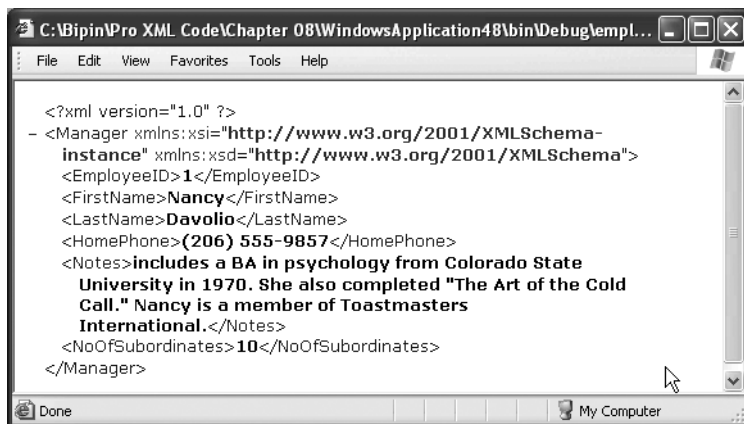 C:\Bipin\Pro XML Code\Chapter 08\WindowsApplication48\bin\Debug\empl...
File Edit View Favorites Tools Help
<?xml version="1.0" ?>
- <Manager xmlns:xsi="http://www.w3.org/2001/XMLSchema-
instance" xmlns:xsd="http://www.w3.org/2001/XMLSchema">
<EmployeeID>1</EmployeeID>
<FirstName>Nancy</FirstName>
<LastName>Davolio</LastName>
<HomePhone>(206) 555-9857</HomePhone>
<Notes>includes a BA in psychology from Colorado State
University in 1970. She also completed "The Art of the Cold
Call." Nancy is a member of Toastmasters
International.</Notes>
<NoOfSubordinates>10</NoOfSubordinates>
</Manager>
Done My Computer